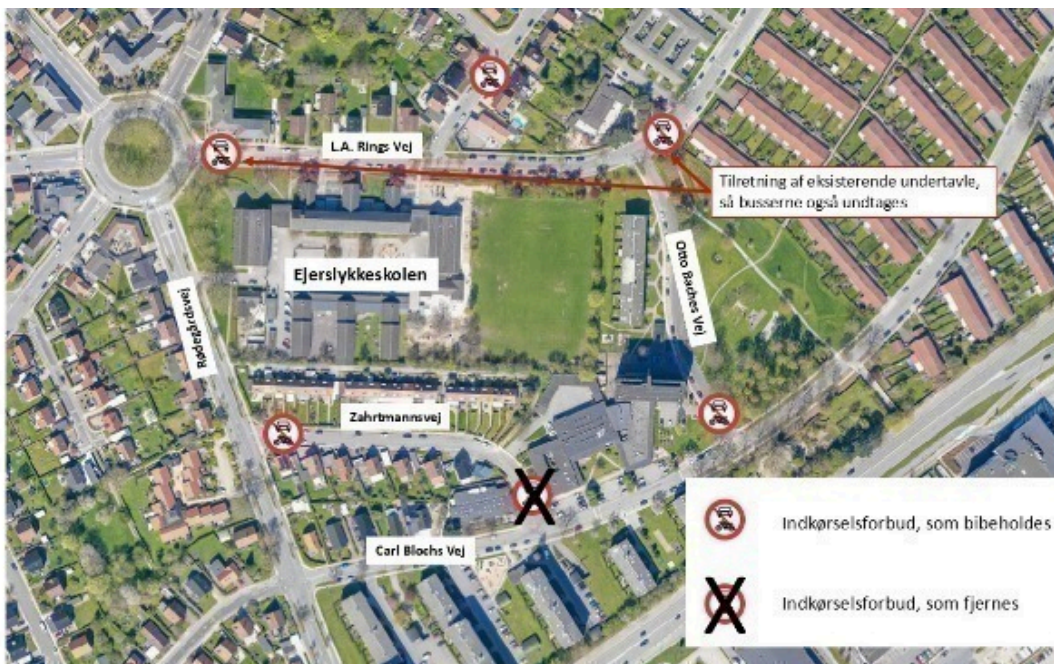 L.A. Rings Vej
Tilretning af eksisterende undertavle,
så busserne også undtages
Ejerslykkeskolen
Otto Baches Vej
Rødegårdsvej
Zahrtmannsvej
Carl Blochs Vej
Indkørselsforbud, som bibeholdes
Indkørselsforbud, som fjernes